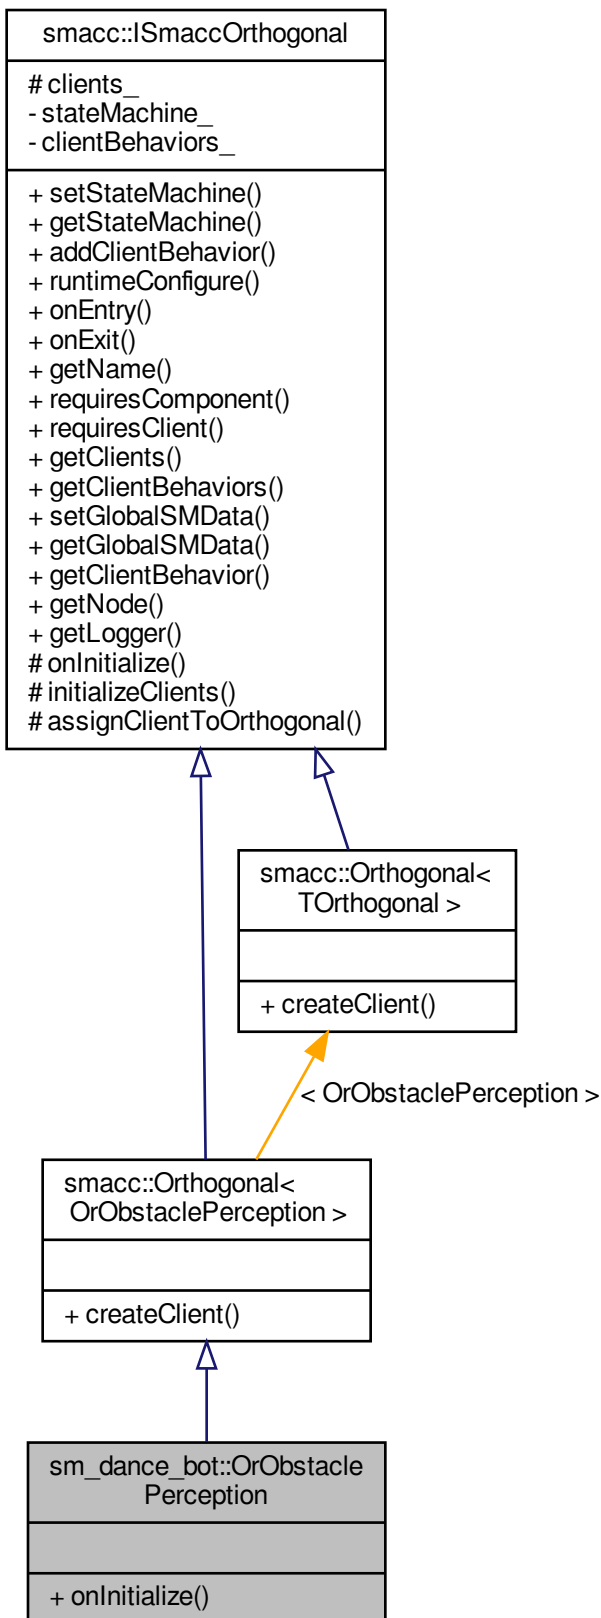 smacc::ISmaccOrthogonal
# clients_
- stateMachine_
- clientBehaviors_
+ setStateMachine()
+ getStateMachine()
+ addClientBehavior()
+ runtimeConfigure()
+ onEntry()
+ onExit()
+ getName()
+ requiresComponent()
+ requiresClient()
+ getClients()
+ getClientBehaviors()
+ setGlobalSMData()
+ getGlobalSMData()
+ getClientBehavior()
+ getNode()
+ getLogger()
# onInitialize()
# initializeClients()
# assignClientToOrthogonal()
smacc::Orthogonal<
TOrthogonal >
+ createClient()
< OrObstaclePerception >
smacc::Orthogonal<
OrObstaclePerception >
+ createClient()
sm_dance_bot::OrObstacle
Perception
+ onInitialize()